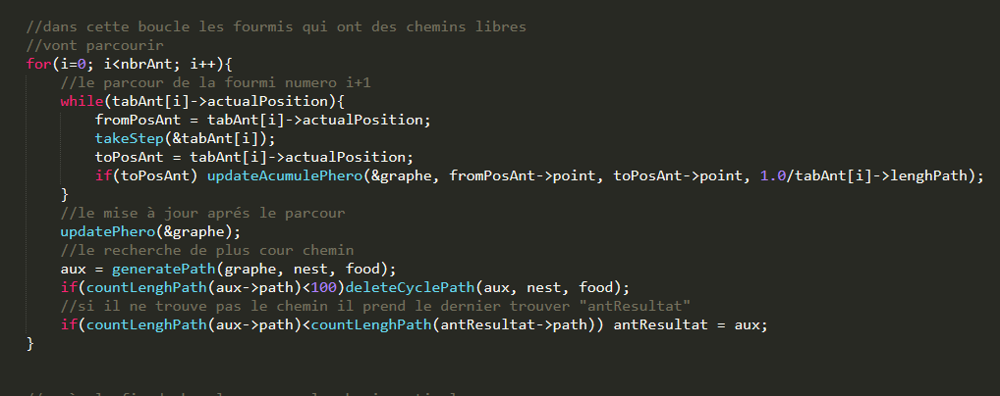 //dans cette boucle les fourmis qui ont des chemins libres
//vont parcourir
for(i=0; i<nbrAnt; i++){
//le parcour de la fourmi numero i+1
while(tabAnt[i]->actualPosition){
fromPosAnt = tabAnt[i]->actualPosition;
takeStep(&tabAnt[i]);
toPosAnt = tabAnt[i]->actualPosition;
if(toPosAnt) updateAcumulePhero(&graphe, fromPosAnt->point, toPosAnt->point, 1.0/tabAnt[i]->lenghPath);
}
//le mise à jour aprés le parcour
updatePhero(&graphe);
//le recherche de plus cour chemin
aux = generatePath(graphe, nest, food);
if(countLenghPath(aux->path)<100)deleteCyclePath(aux, nest, food);
//si il ne trouve pas le chemin il prend le dernier trouver "antResultat"
if(countLenghPath(aux->path)<countLenghPath(antResultat->path)) antResultat = aux;
}